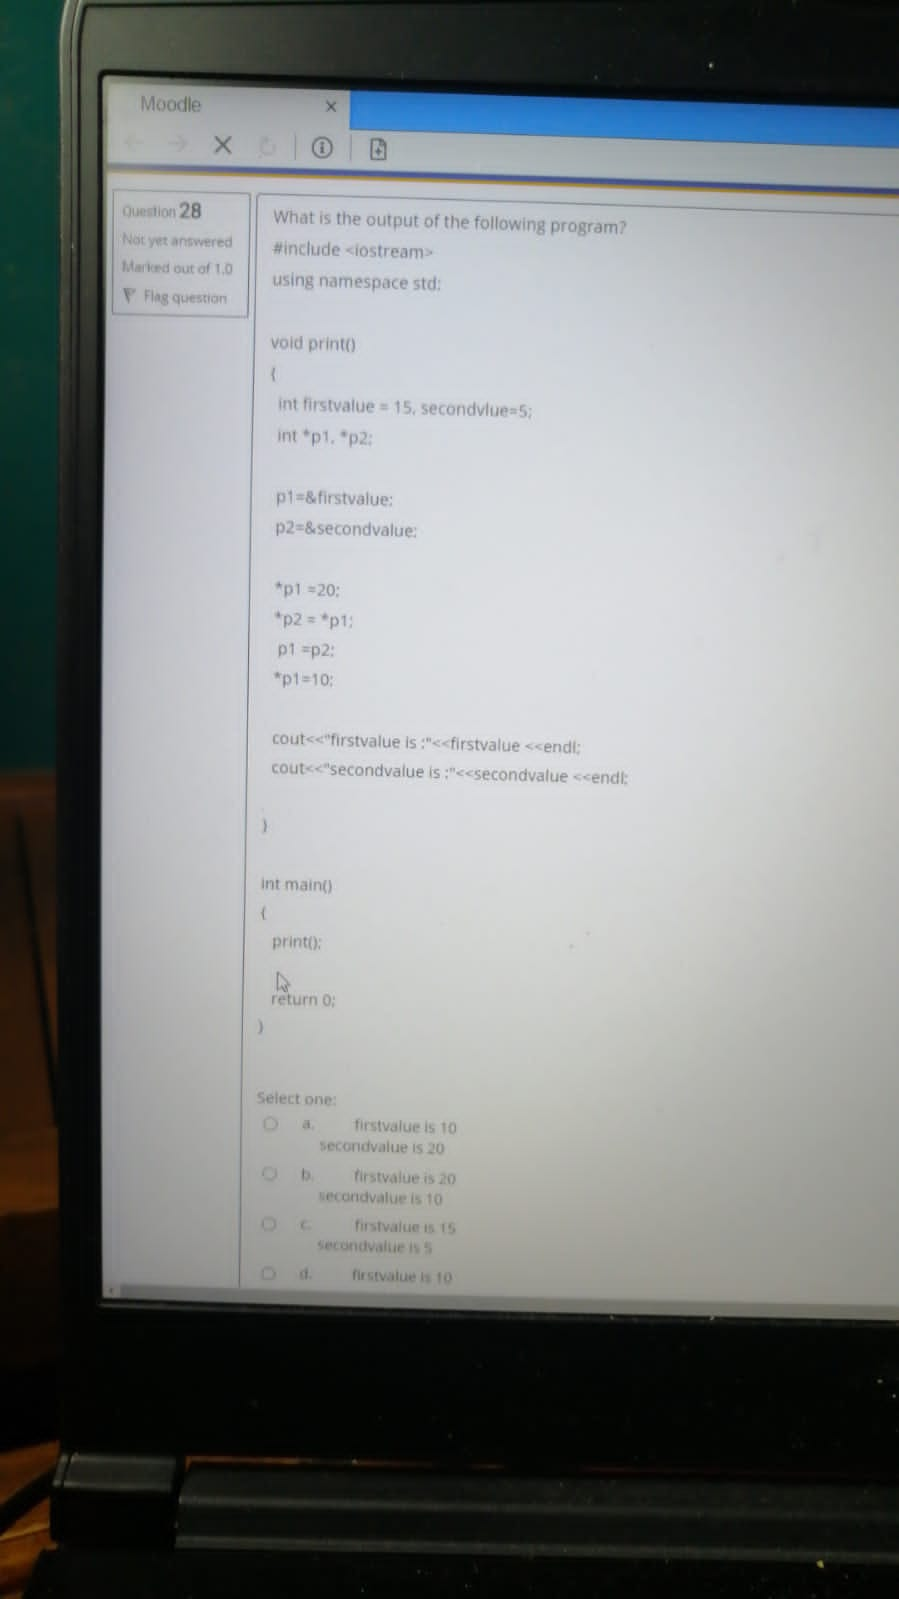 Moodle
Question 28
Not yet answered
Marked out of 1.0
Flag question
What is the output of the following program?
#include <iostream>
using namespace std;
void print()
{
int firstvalue = 15, secondvlue=5;
int *p1, *p2;
p1=&firstvalue;
p2=&secondvalue;
*p1 =20;
*p2 = *p1;
p1 =p2;
*p1=10;
cout<<"firstvalue is :"<<firstvalue <<endl;
cout<<"secondvalue is :"<<secondvalue <<endl;
}
int main()
{
print();
return 0;
}
Select one:
a. firstvalue is 10
secondvalue is 20
b. firstvalue is 20
secondvalue is 10
c. firstvalue is 15
secondvalue is 5
d. firstvalue is 10